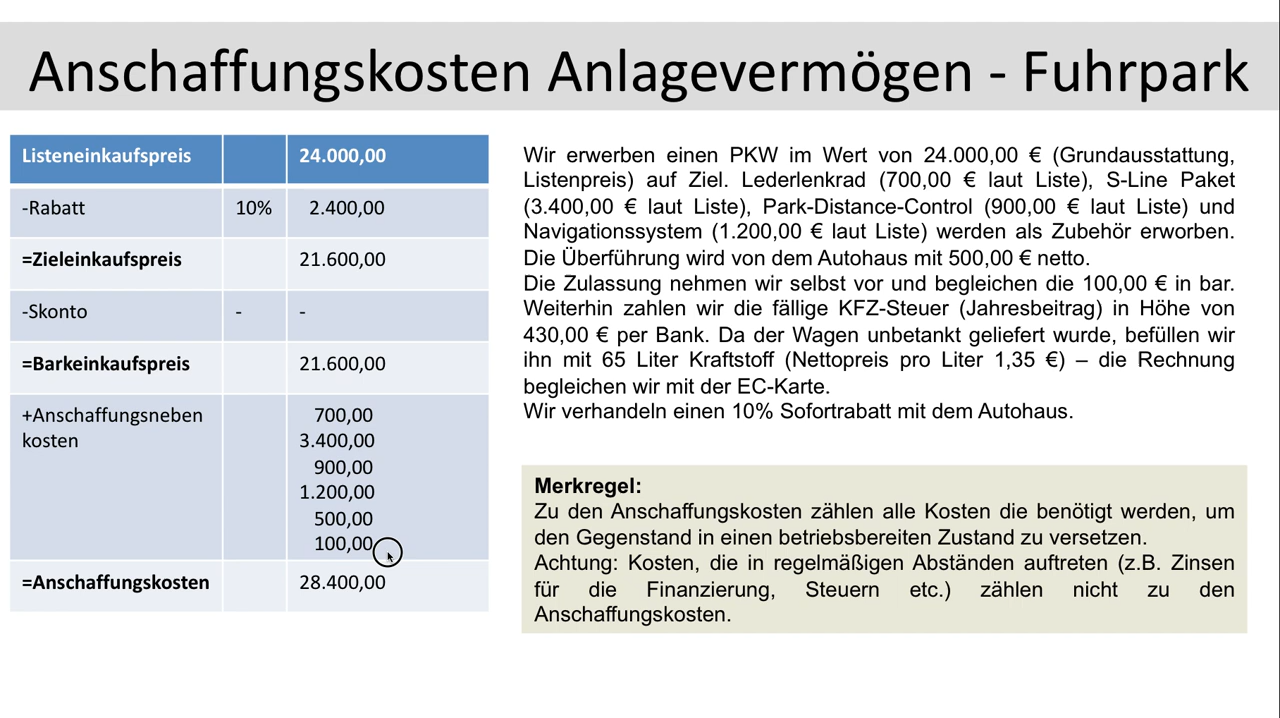 Anschaffungskosten Anlagevermögen - Fuhrpark
Listeneinkaufspreis 24.000,00
-Rabatt 10% 2.400,00
=Zieleinkaufspreis 21.600,00
-Skonto - -
=Barkeinkaufspreis 21.600,00
+Anschaffungsneben 700,00
kosten 3.400,00
900,00
1.200,00
500,00
100,00
=Anschaffungskosten 28.400,00
Wir erwerben einen PKW im Wert von 24.000,00 € (Grundausstattung,
Listenpreis) auf Ziel. Lederlenkrad (700,00 € laut Liste), S-Line Paket
(3.400,00 € laut Liste), Park-Distance-Control (900,00 € laut Liste) und
Navigationssystem (1.200,00 € laut Liste) werden als Zubehör erworben.
Die Überführung wird von dem Autohaus mit 500,00 € netto.
Die Zulassung nehmen wir selbst vor und begleichen die 100,00 € in bar.
Weiterhin zahlen wir die fällige KFZ-Steuer (Jahresbeitrag) in Höhe von
430,00 € per Bank. Da der Wagen unbetankt geliefert wurde, befüllen wir
ihn mit 65 Liter Kraftstoff (Nettopreis pro Liter 1,35 €) – die Rechnung
begleichen wir mit der EC-Karte.
Wir verhandeln einen 10% Sofortrabatt mit dem Autohaus.
Merkregel:
Zu den Anschaffungskosten zählen alle Kosten die benötigt werden, um
den Gegenstand in einen betriebsbereiten Zustand zu versetzen.
Achtung: Kosten, die in regelmäßigen Abständen auftreten (z.B. Zinsen
für die Finanzierung, Steuern etc.) zählen nicht zu den
Anschaffungskosten.